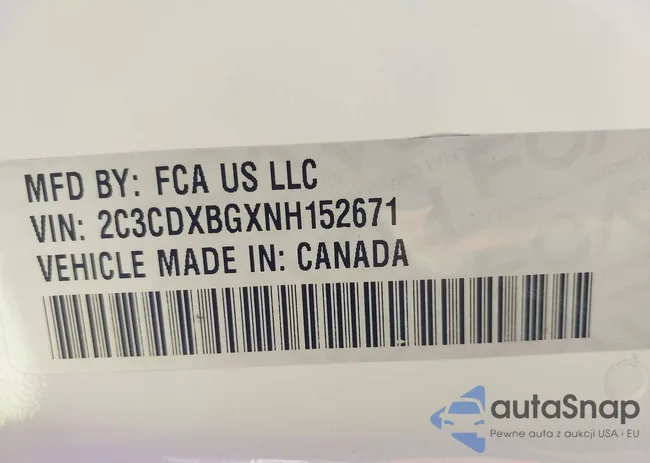 MFD BY: FCA US LLC
VIN: 2C3CDXBGXNH152671
VEHICLE MADE IN: CANADA
autaSnap
Pewne auta z aukcji USA i EU